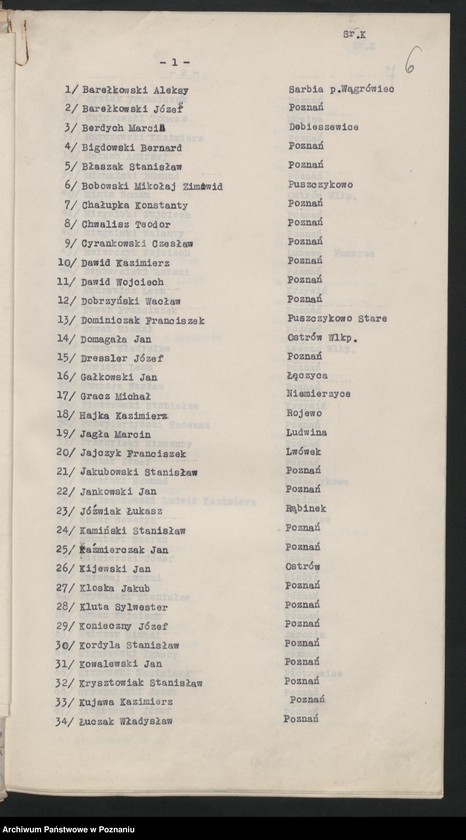 Sr.K
6
- 1 -
1/ Barełkowski Aleksy Sarbia p.Wągrówiec
2/ Barełkowski Józef Poznań
3/ Berdych Marcin Debieszewice
4/ Bigdowski Bernard Poznań
5/ Błaszak Stanisław Poznań
6/ Bobowski Mikołaj Zimowid Puszczykowo
7/ Chałupka Konstanty Poznań
8/ Chwalisz Teodor Poznań
9/ Cyrankowski Czesław Poznań
10/ Dawid Kazimierz Poznań
11/ Dawid Wojciech Poznań
12/ Dobrzyński Wacław Poznań
13/ Dominiczak Franciszek Puszczykowo Stare
14/ Domagała Jan Ostrów Wlkp.
15/ Dressler Józef Poznań
16/ Gałkowski Jan Łęczyca
17/ Gracz Michał Niemierzyce
18/ Hajka Kazimierz Rojewo
19/ Jagła Marcin Ludwina
20/ Jajczyk Franciszek Lwówek
21/ Jakubowski Stanisław Poznań
22/ Jankowski Jan Poznań
23/ Jóźwiak Łukasz Rąbinek
24/ Kamiński Stanisław Poznań
25/ Kaźmierczak Jan Poznań
26/ Kijewski Jan Ostrów
27/ Kloska Jakub Poznań
28/ Kluta Sylwester Poznań
29/ Konieczny Józef Poznań
30/ Kordyla Stanisław Poznań
31/ Kowalewski Jan Poznań
32/ Krysztowiak Stanisław Poznań
33/ Kujawa Kazimierz Poznań
34/ Łuczak Władysław Poznań
Archiwum Państwowe w Poznaniu